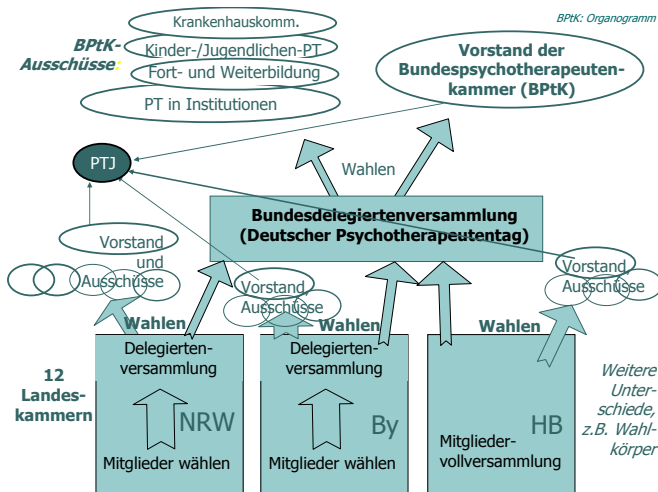 BPtK: Organogramm
BPtK-
Ausschüsse:
Krankenhauskomm.
Kinder-/Jugendlichen-PT
Fort- und Weiterbildung
PT in Institutionen
Vorstand der
Bundespsychotherapeuten-
kammer (BPtK)
PTJ
Wahlen
Bundesdelegiertenversammlung
(Deutscher Psychotherapeutentag)
Vorstand
und
Ausschüsse
Vorstand,
Ausschüsse
Vorstand,
Ausschüsse
Wahlen
Wahlen
Wahlen
12
Landes-
kammern
Delegierten-
versammlung
NRW
Mitglieder wählen
Delegierten-
versammlung
By
Mitglieder wählen
HB
Mitglieder-
vollversammlung
Weitere
Unter-
schiede,
z.B. Wahl-
körper